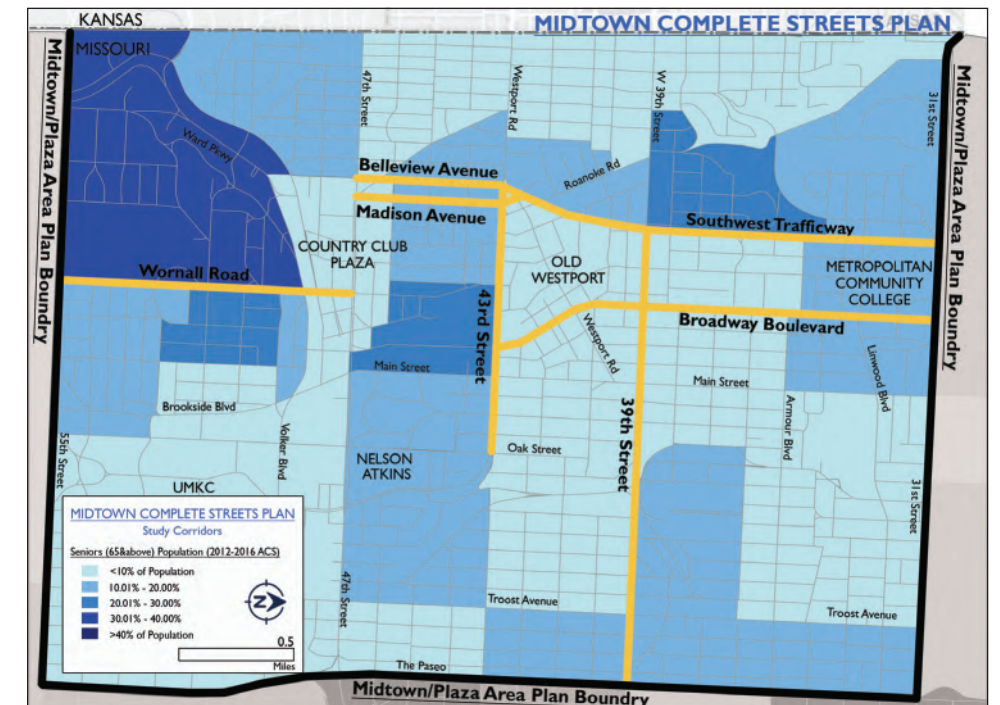 KANSAS
MIDTOWN COMPLETE STREETS PLAN
MISSOURI
Midtown/Plaza Area Plan Boundry
Midtown/Plaza Area Plan Boundry
47th Street
Westport Rd
W 39th Street
31st Street
Ward Pkwy
Roanoke Rd
Belleview Avenue
Madison Avenue
Southwest Trafficway
COUNTRY CLUB
PLAZA
OLD
WESTPORT
METROPOLITAN
COMMUNITY
COLLEGE
Wornall Road
43rd Street
Broadway Boulevard
Westport Rd
Linwood Blvd
Main Street
Main Street
Brookside Blvd
39th Street
Armour Blvd
55th Street
Volker Blvd
NELSON
ATKINS
Oak Street
31st Street
UMKC
MIDTOWN COMPLETE STREETS PLAN
Study Corridors
Seniors (65&above) Population (2012-2016 ACS)
<10% of Population
10.01% - 20.00%
20.01% - 30.00%
30.01% - 40.00%
>40% of Population
N
0.5
Miles
47th Street
Troost Avenue
Troost Avenue
The Paseo
Midtown/Plaza Area Plan Boundry